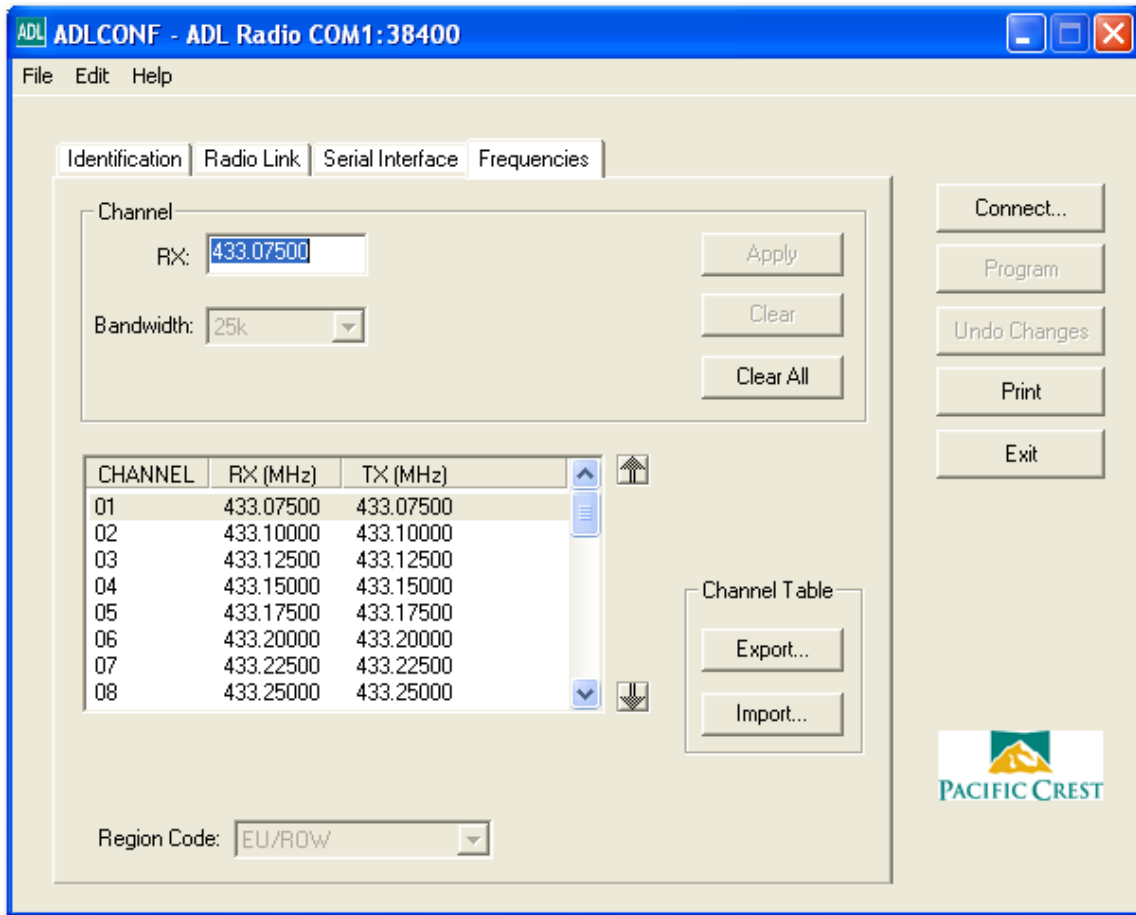 ADL ADLCONF - ADL Radio COM1:38400
File Edit Help
Identification Radio Link Serial Interface Frequencies
Channel
RX: 433.07500
Bandwidth: 25k
Apply
Clear
Clear All
Connect...
Program
Undo Changes
Print
Exit
CHANNEL RX (MHz) TX (MHz)
01 433.07500 433.07500
02 433.10000 433.10000
03 433.12500 433.12500
04 433.15000 433.15000
05 433.17500 433.17500
06 433.20000 433.20000
07 433.22500 433.22500
08 433.25000 433.25000
Channel Table
Export...
Import...
PACIFIC CREST
Region Code: EU/ROW